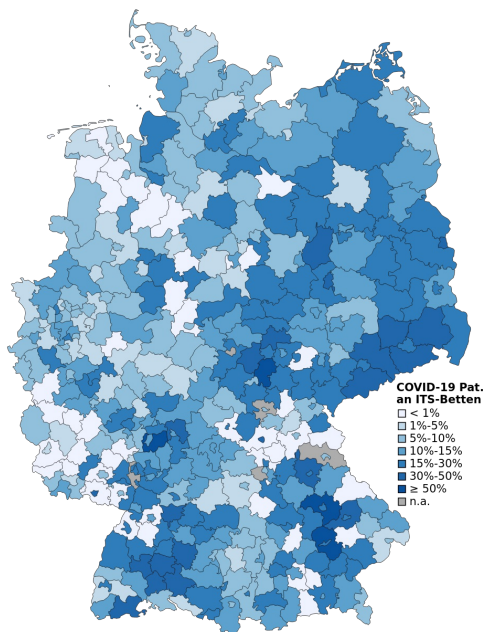 COVID-19 Pat.
an ITS-Betten
< 1%
1%-5%
5%-10%
10%-15%
15%-30%
30%-50%
≥ 50%
n.a.